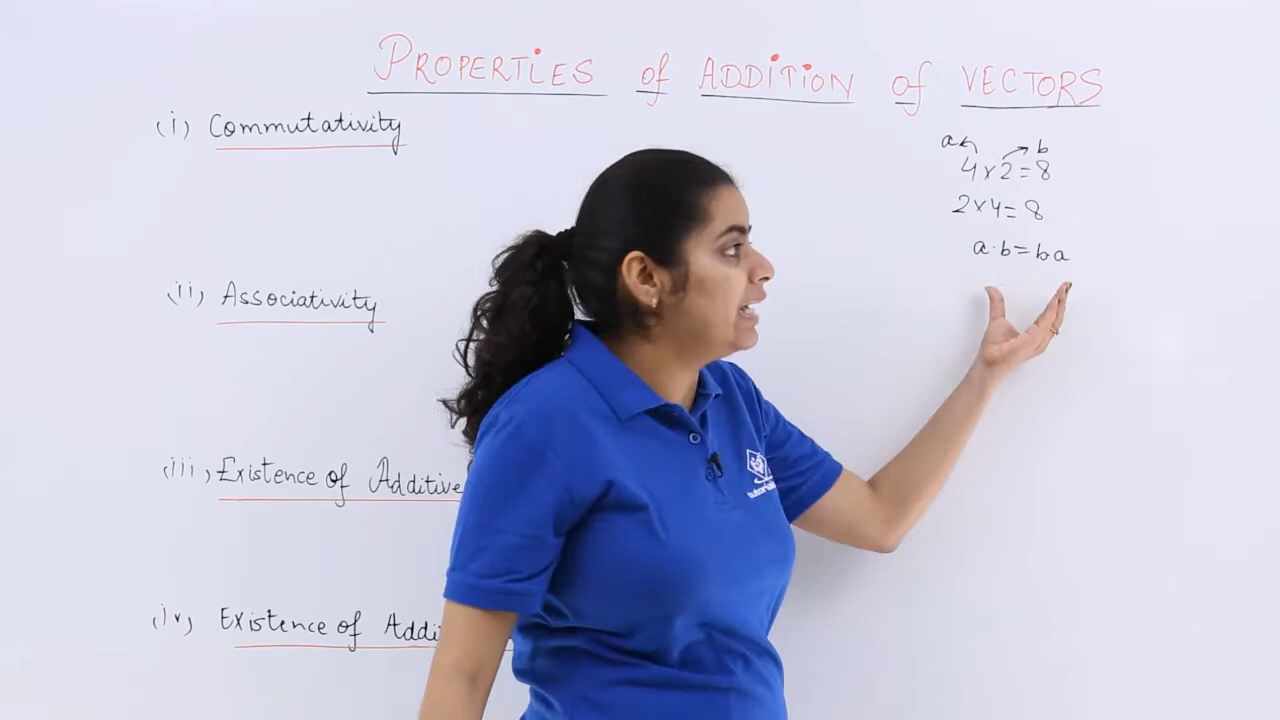 PROPERTIES of ADDITION of VECTORS
(i) Commutativity
a b
4 x 2 = 8
2 x 4 = 8
a · b = b a
(ii) Associativity
(iii) Existence of Additive
(iv) Existence of Addi